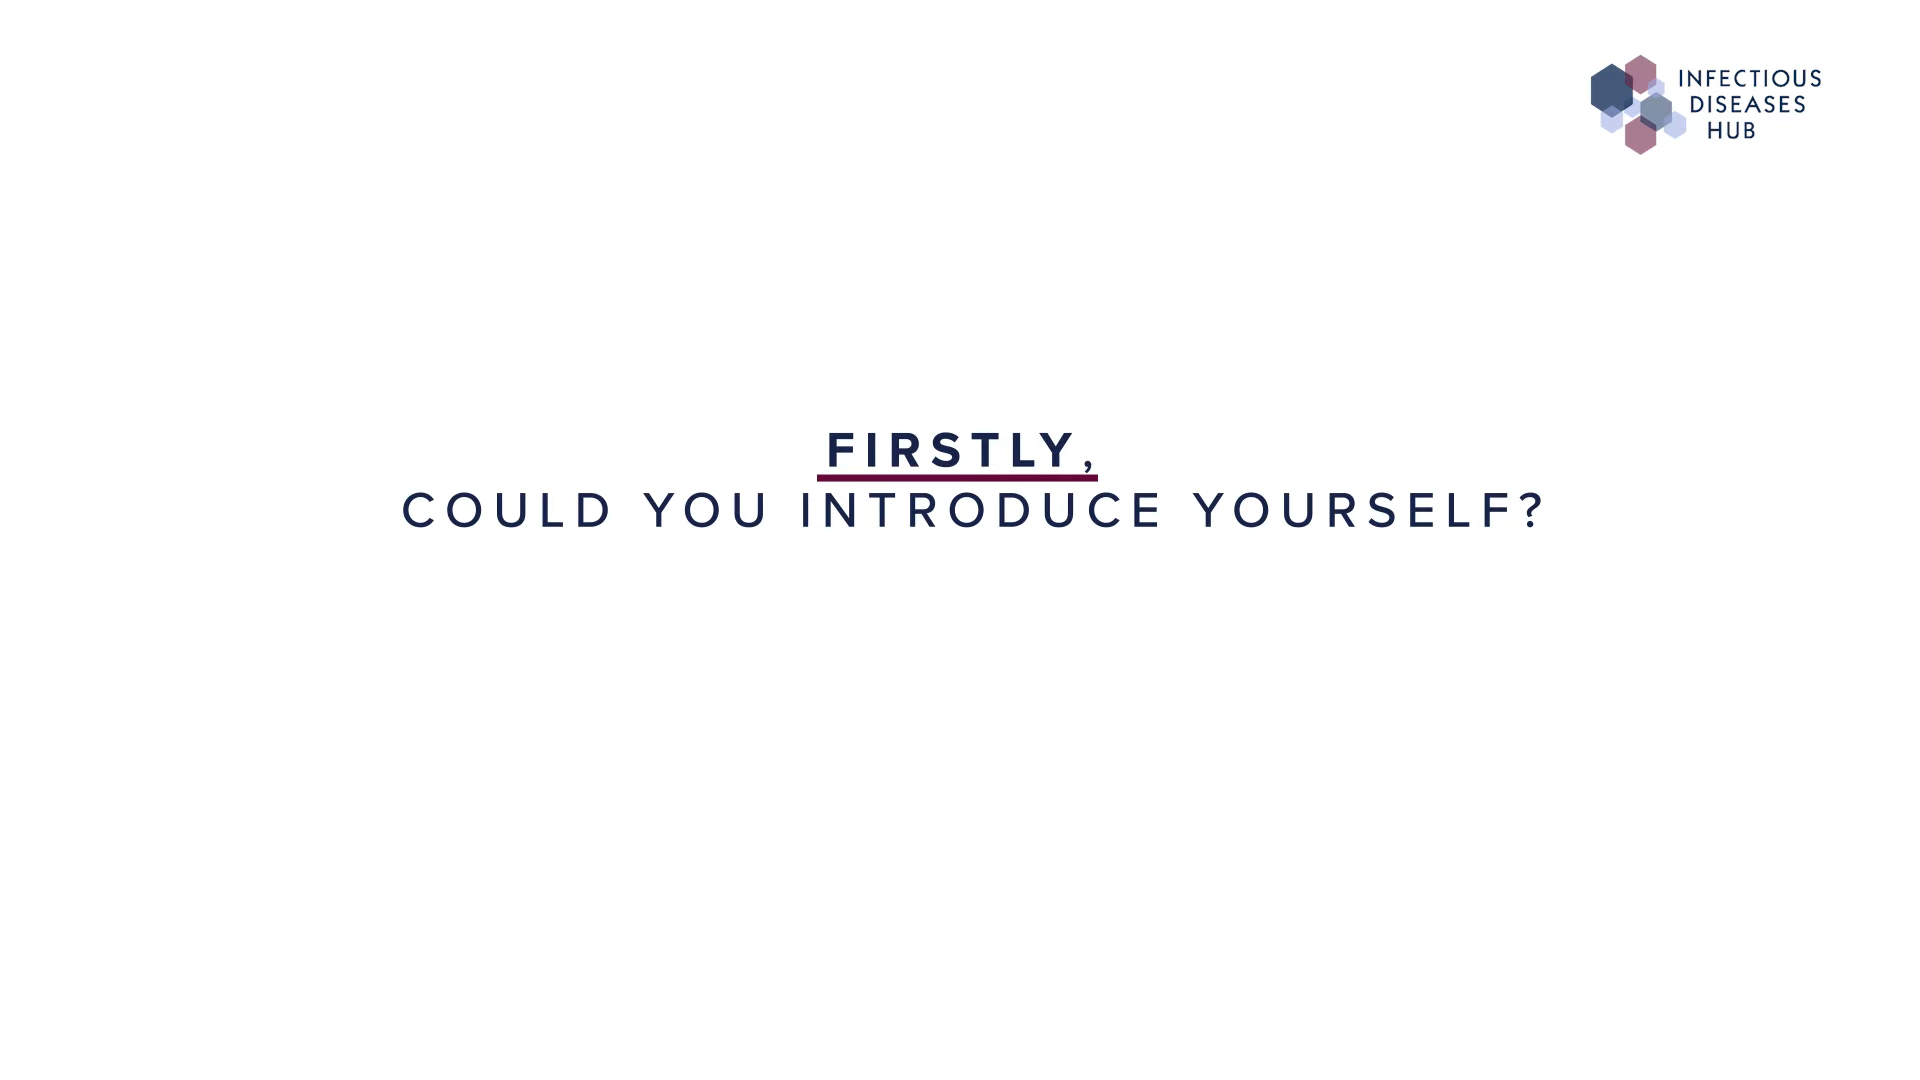 INFECTIOUS
DISEASES
HUB
FIRSTLY,
COULD YOU INTRODUCE YOURSELF?